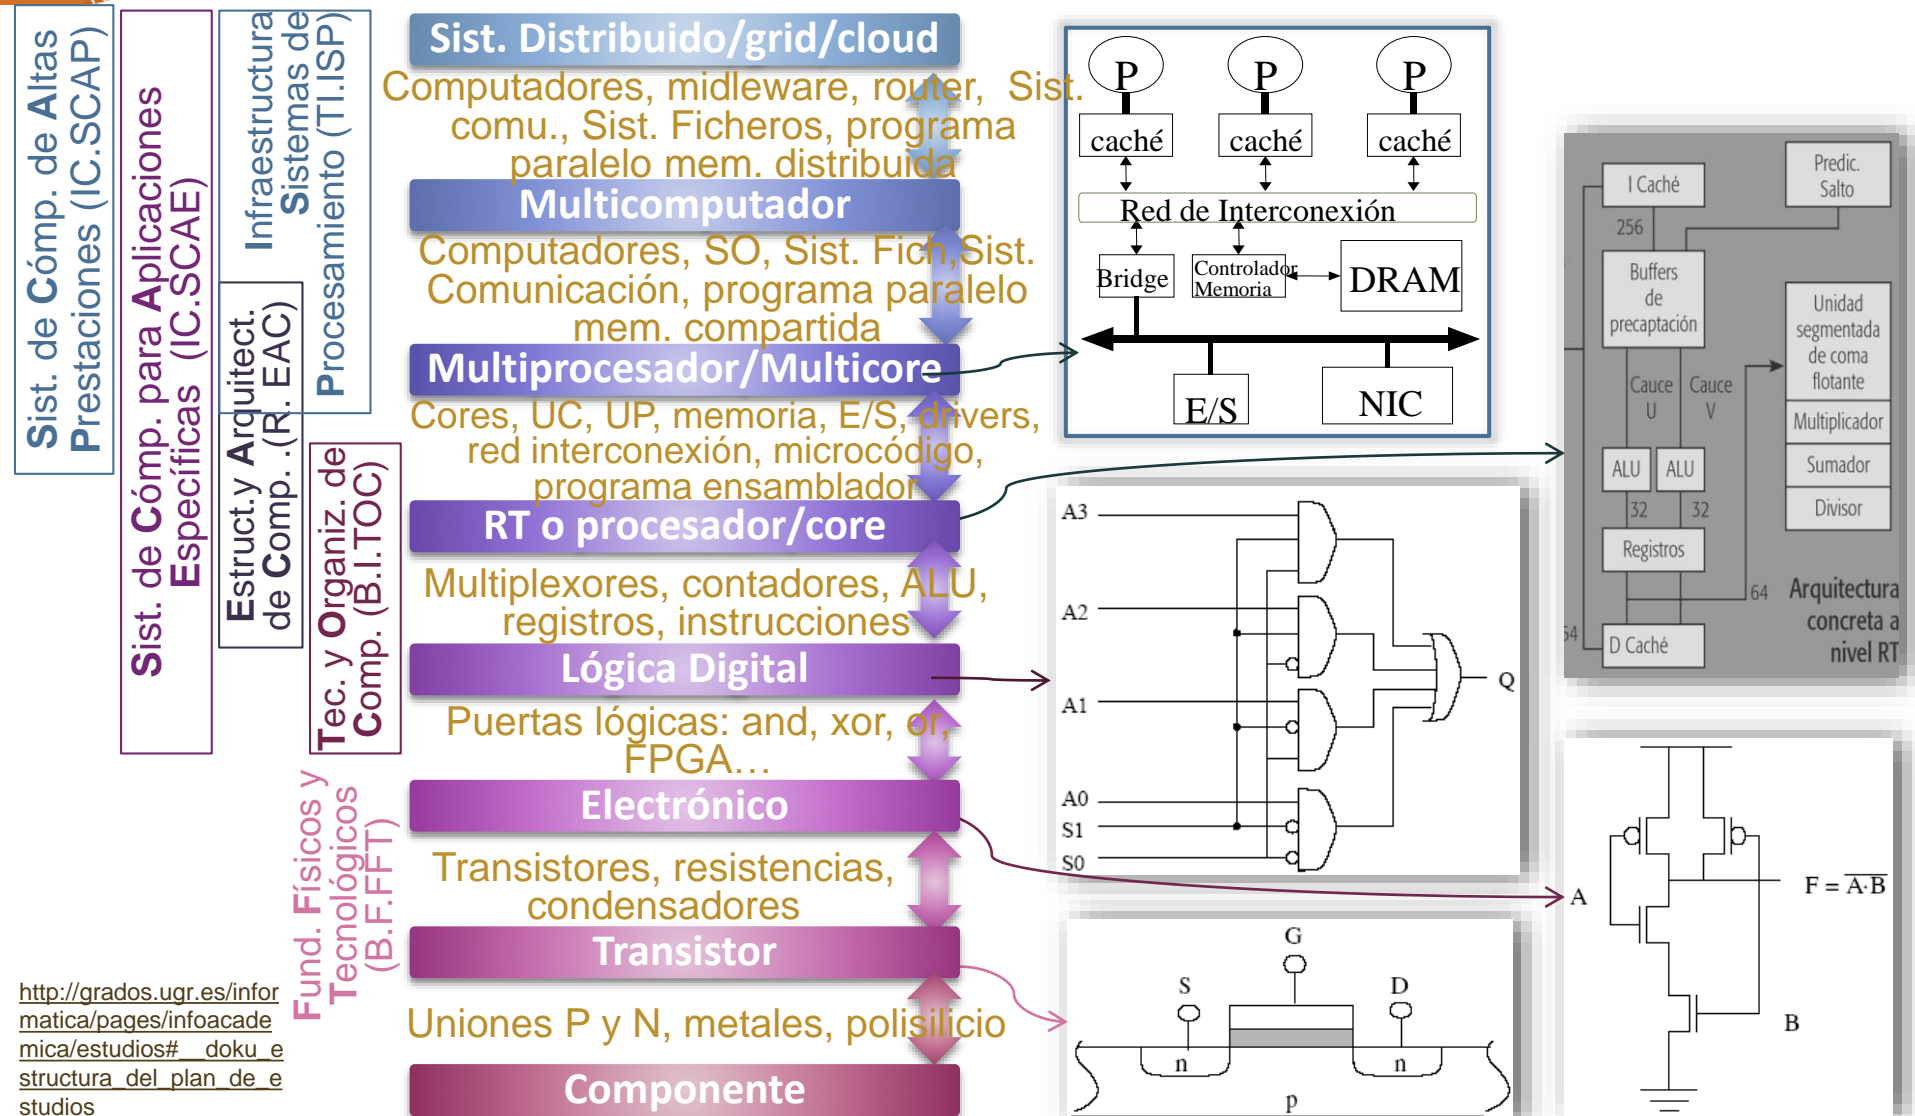 Sist. de Cómp. de Altas
Prestaciones (IC.SCAP)
Sist. de Cómp. para Aplicaciones
Específicas (IC.SCAE)
Infraestructura
Sistemas de
Procesamiento (TI.ISP)
Estruct.y Arquitect.
de Comp. .(R. EAC)
Tec. y Organiz. de
Comp. (B.I.TOC)
Fund. Físicos y
Tecnológicos
(B.F.FFT)
http://grados.ugr.es/infor
matica/pages/infoacade
mica/estudios#__doku_e
structura_del_plan_de_e
studios
Sist. Distribuido/grid/cloud
Computadores, midleware, router, Sist.
comu., Sist. Ficheros, programa
paralelo mem. distribuida
Multicomputador
Computadores, SO, Sist. Fich,Sist.
Comunicación, programa paralelo
mem. compartida
Multiprocesador/Multicore
Cores, UC, UP, memoria, E/S, drivers,
red interconexión, microcódigo,
programa ensamblador
RT o procesador/core
Multiplexores, contadores, ALU,
registros, instrucciones
Lógica Digital
Puertas lógicas: and, xor, or,
FPGA…
Electrónico
Transistores, resistencias,
condensadores
Transistor
Uniones P y N, metales, polisilicio
Componente
P P P
caché caché caché
Red de Interconexión
Bridge
Controlador
Memoria
DRAM
E/S
NIC
A3
A2
A1
A0
S1
S0
Q
G
S
D
n
n
p
I Caché
Predic.
Salto
256
Buffers
de
precaptación
Unidad
segmentada
de coma
flotante
Multiplicador
Sumador
Divisor
Cauce
U
Cauce
V
ALU ALU
32 32
Registros
64
64
D Caché
Arquitectura
concreta a
nivel RT
A
F = A·B
B